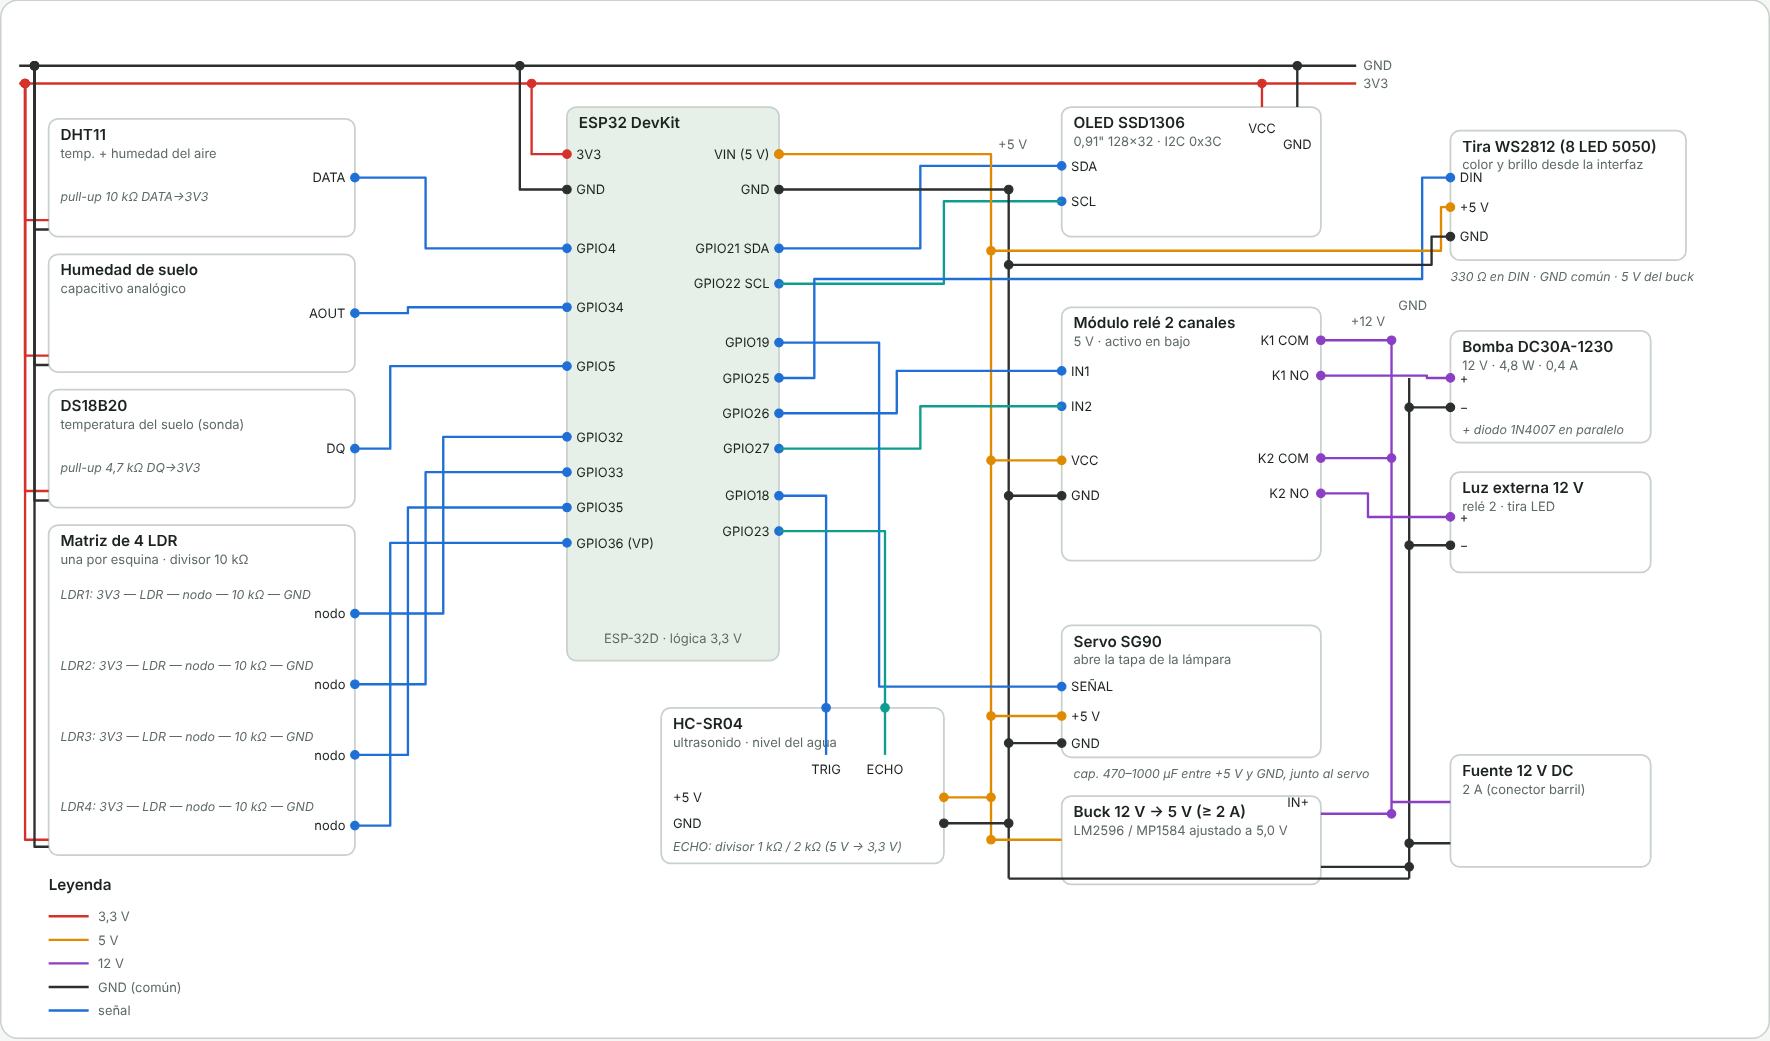 GND
3V3
DHT11
temp. + humedad del aire
DATA
pull-up 10 kΩ DATA→3V3
Humedad de suelo
capacitivo analógico
AOUT
DS18B20
temperatura del suelo (sonda)
DQ
pull-up 4,7 kΩ DQ→3V3
Matriz de 4 LDR
una por esquina · divisor 10 kΩ
LDR1: 3V3 — LDR — nodo — 10 kΩ — GND
nodo
LDR2: 3V3 — LDR — nodo — 10 kΩ — GND
nodo
LDR3: 3V3 — LDR — nodo — 10 kΩ — GND
nodo
LDR4: 3V3 — LDR — nodo — 10 kΩ — GND
nodo
Leyenda
3,3 V
5 V
12 V
GND (común)
señal
ESP32 DevKit
3V3
GND
GPIO4
GPIO34
GPIO5
GPIO32
GPIO33
GPIO35
GPIO36 (VP)
VIN (5 V)
GND
GPIO21 SDA
GPIO22 SCL
GPIO19
GPIO25
GPIO26
GPIO27
GPIO18
GPIO23
ESP-32D · lógica 3,3 V
HC-SR04
ultrasonido · nivel del agua
TRIG
ECHO
+5 V
GND
ECHO: divisor 1 kΩ / 2 kΩ (5 V → 3,3 V)
+5 V
OLED SSD1306
0,91" 128×32 · I2C 0x3C
VCC
GND
SDA
SCL
Módulo relé 2 canales
5 V · activo en bajo
IN1
IN2
VCC
GND
K1 COM
K1 NO
K2 COM
K2 NO
Servo SG90
abre la tapa de la lámpara
SEÑAL
+5 V
GND
cap. 470–1000 µF entre +5 V y GND, junto al servo
Buck 12 V → 5 V (≥ 2 A)
LM2596 / MP1584 ajustado a 5,0 V
IN+
Tira WS2812 (8 LED 5050)
color y brillo desde la interfaz
DIN
+5 V
GND
330 Ω en DIN · GND común · 5 V del buck
GND
+12 V
Bomba DC30A-1230
12 V · 4,8 W · 0,4 A
+
−
+ diodo 1N4007 en paralelo
Luz externa 12 V
relé 2 · tira LED
+
−
Fuente 12 V DC
2 A (conector barril)